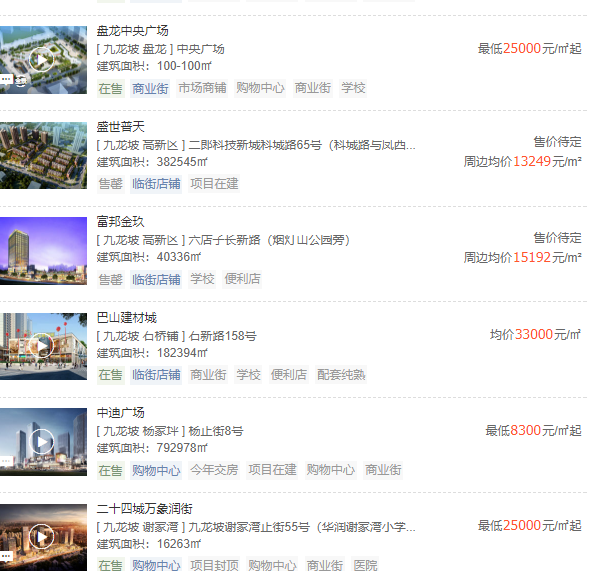 盘龙中央广场
[ 九龙坡 盘龙 ] 中央广场
最低25000元/㎡起
建筑面积：100-100㎡
在售 商业街 市场商铺 购物中心 商业街 学校
盛世普天
[ 九龙坡 高新区 ] 二郎科技新城科城路65号（科城路与凤西...
售价待定
建筑面积：382545㎡
周边均价13249元/m²
售罄 临街店铺 项目在建
富邦金玖
[ 九龙坡 高新区 ] 六店子长新路（烟灯山公园旁）
售价待定
建筑面积：40336㎡
周边均价15192元/m²
售罄 临街店铺 学校 便利店
巴山建材城
[ 九龙坡 石桥铺 ] 石新路158号
均价33000元/㎡
建筑面积：182394㎡
在售 临街店铺 商业街 学校 便利店 配套纯熟
中迪广场
[ 九龙坡 杨家坪 ] 杨正街8号
最低8300元/㎡起
建筑面积：792978㎡
在售 购物中心 今年交房 项目在建 购物中心 商业街
二十四城万象润街
[ 九龙坡 谢家湾 ] 九龙坡谢家湾正街55号（华润谢家湾小学...
最低25000元/㎡起
建筑面积：16263㎡
在售 购物中心 项目封顶 购物中心 商业街 医院